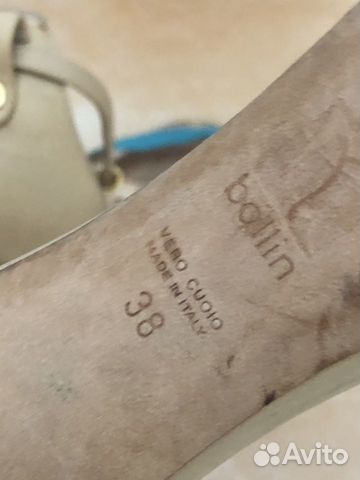 ballin
VERO CUOIO
MADE IN ITALY
38
Avito